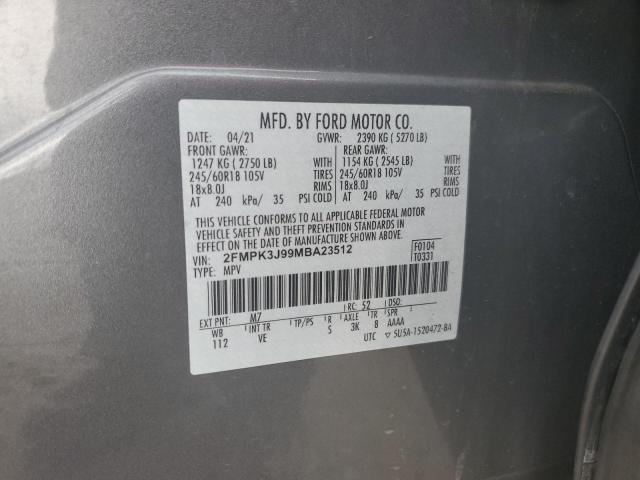 MFD. BY FORD MOTOR CO.
DATE: 04/21 GVWR: 2390 KG ( 5270 LB)
FRONT GAWR: REAR GAWR:
1247 KG ( 2750 LB) WITH 1154 KG ( 2545 LB) WITH
245/60R18 105V TIRES 245/60R18 105V TIRES
18x8.0J RIMS 18x8.0J RIMS
AT 240 kPa/ 35 PSI COLD AT 240 kPa/ 35 PSI COLD
THIS VEHICLE CONFORMS TO ALL APPLICABLE FEDERAL MOTOR
VEHICLE SAFETY AND THEFT PREVENTION STANDARDS IN
EFFECT ON THE DATE OF MANUFACTURE SHOWN ABOVE.
VIN: 2FMPK3J99MBA23512 F0104
TYPE: MPV T0331
EXT PNT: M7 RC: 52 DSO:
WB INT TR TP/PS R AXLE TR SPR
112 VE S 3K 8 AAAA
UTC ▽ 5U5A-1520472-BA